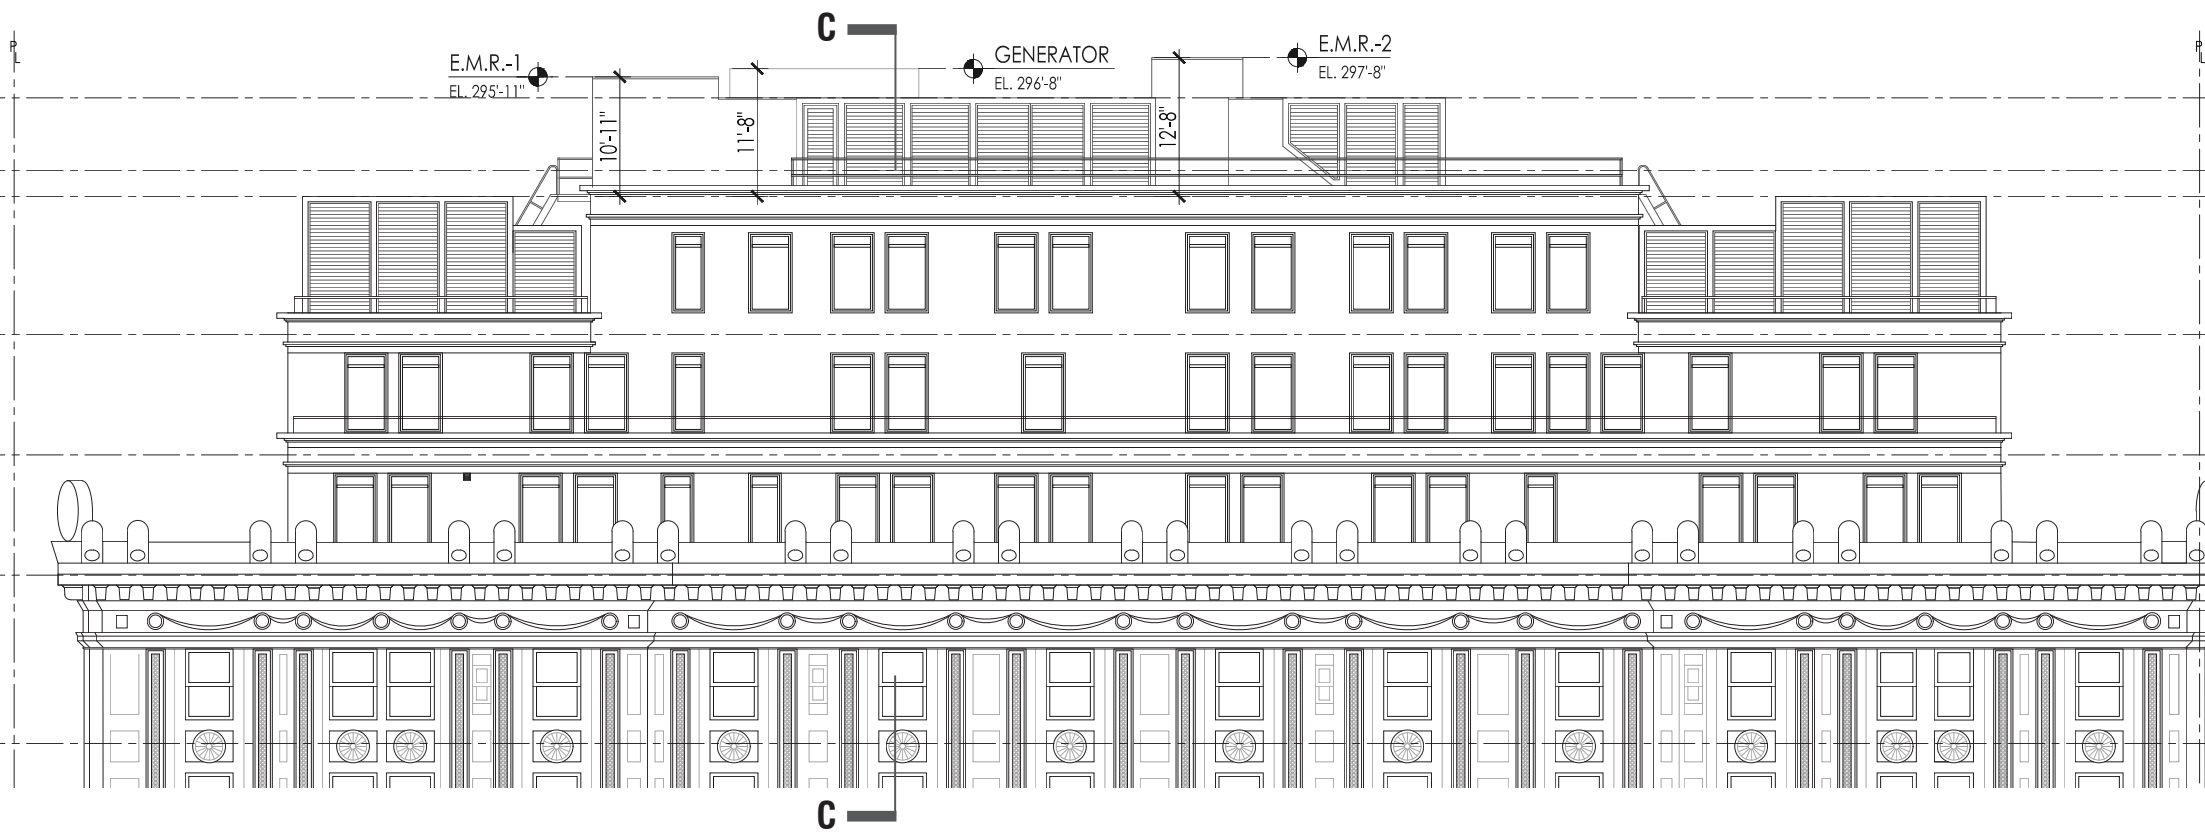 C
P
L
E.M.R.-1
EL. 295'-11"
GENERATOR
EL. 296'-8"
E.M.R.-2
EL. 297'-8"
P
L
10'-11"
11'-8"
12'-8"
C